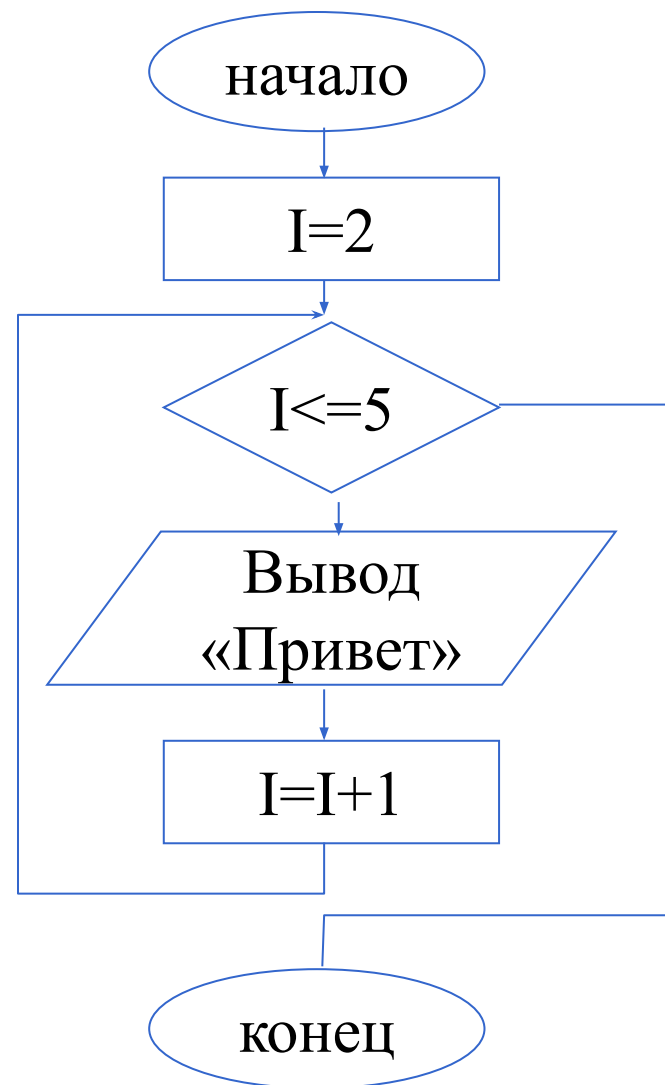 начало
I=2
I<=5
Вывод
«Привет»
I=I+1
конец